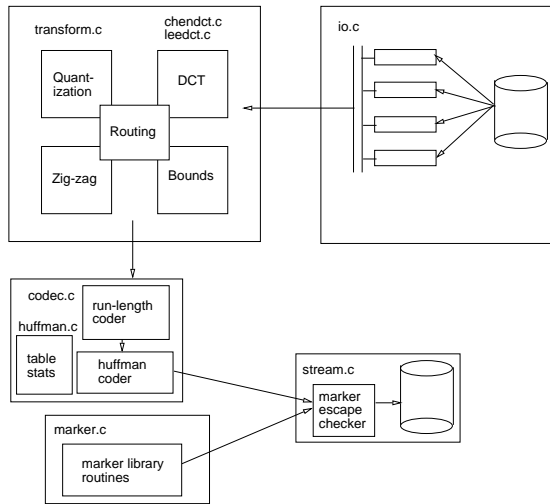 transform.c
chendct.c
leedct.c
Quant-
ization
DCT
Routing
Zig-zag
Bounds
io.c
codec.c
run-length
coder
huffman.c
table
stats
huffman
coder
stream.c
marker
escape
checker
marker.c
marker library
routines